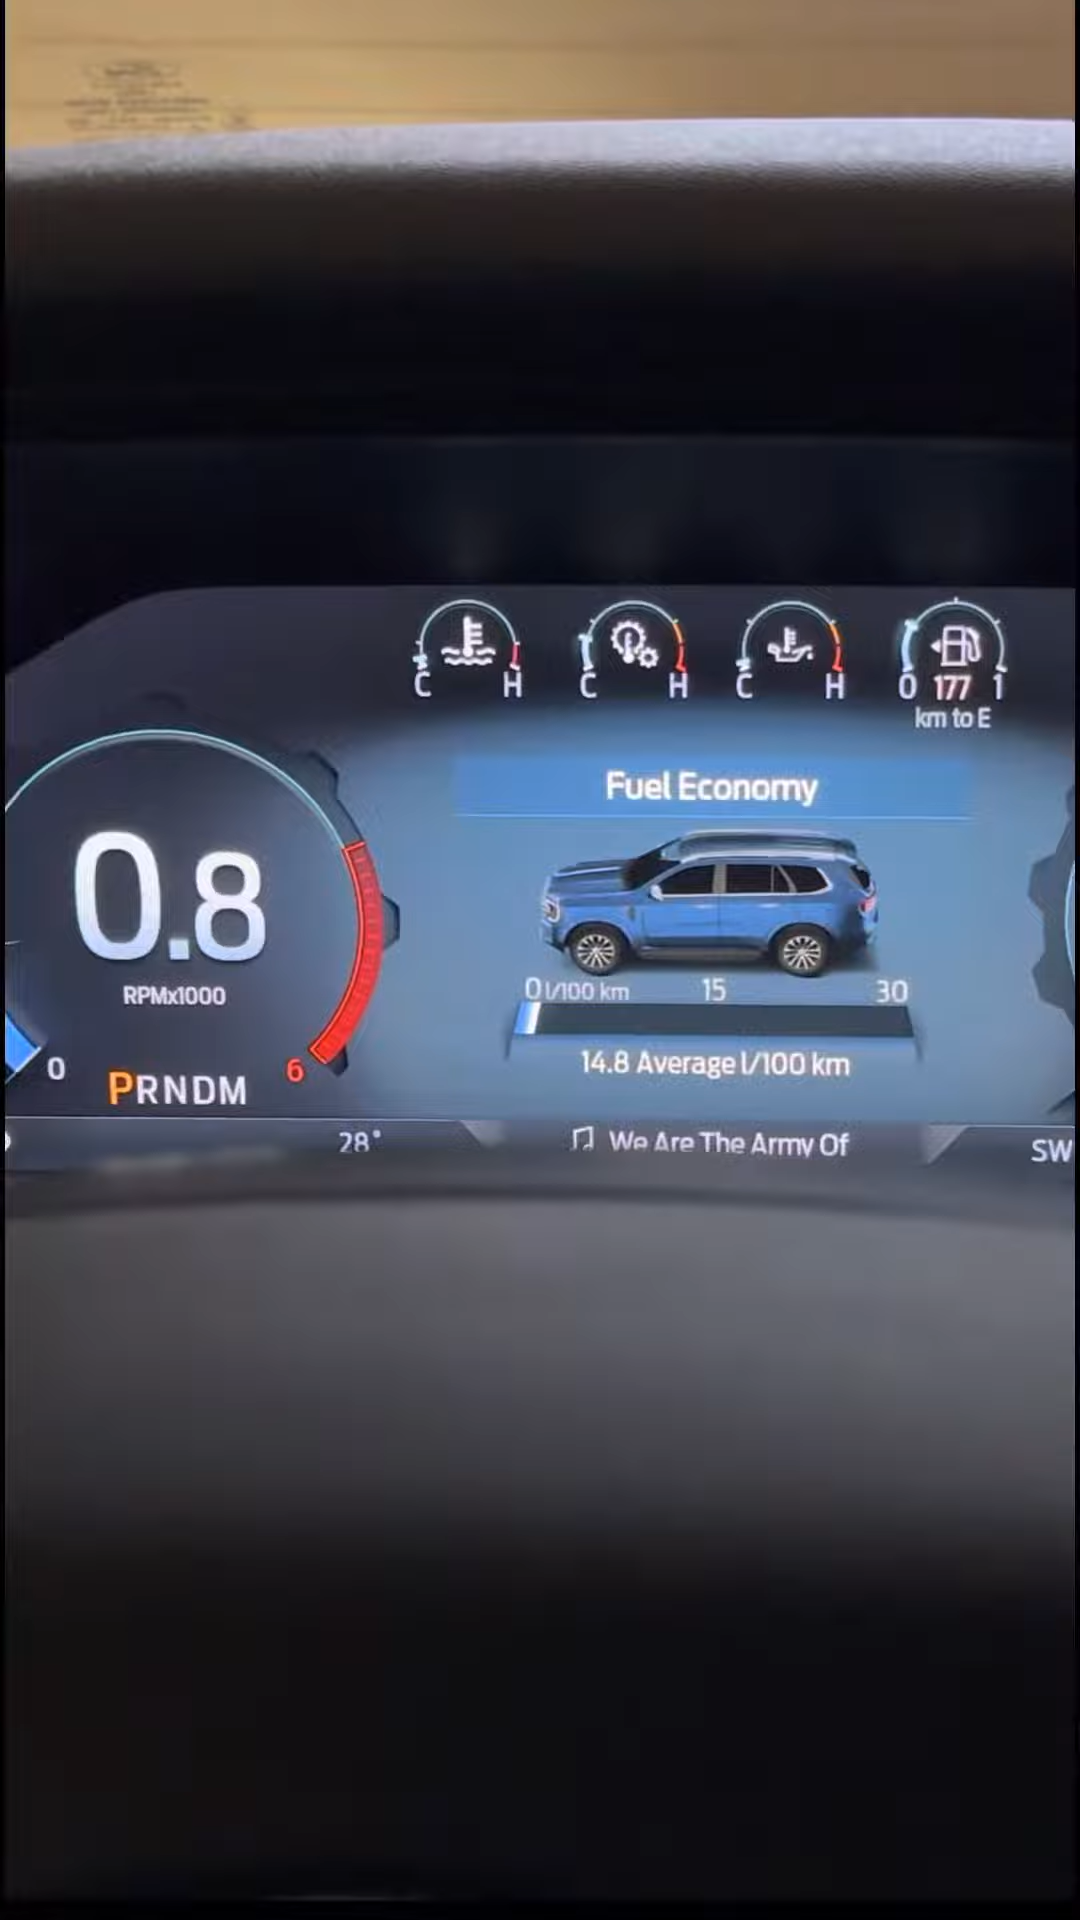 C H
C H
C H
0 177 1
km to E
Fuel Economy
0.8
RPMx1000
0 l/100 km 15 30
14.8 Average l/100 km
0 6
PRNDM
28°
We Are The Army Of
SW